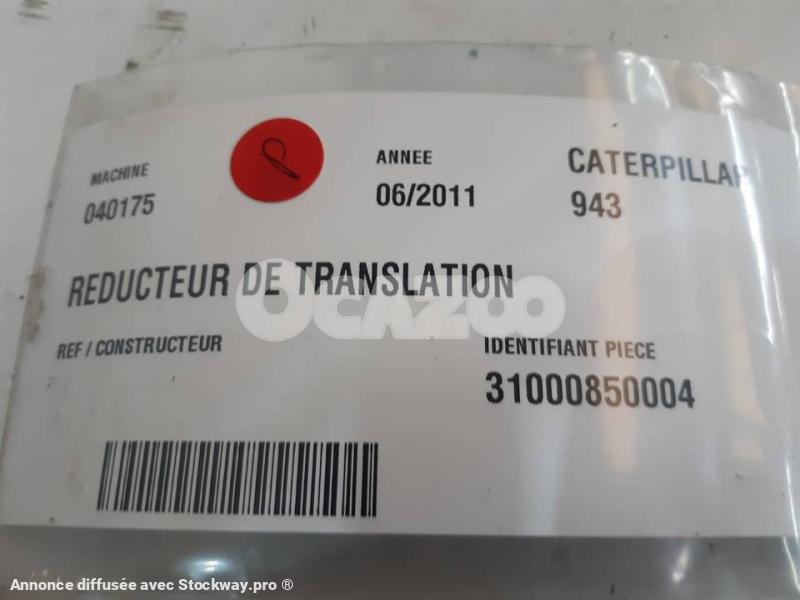 MACHINE
040175
ANNEE
06/2011
CATERPILLAR
943
REDUCTEUR DE TRANSLATION
OCAZOO
REF / CONSTRUCTEUR
IDENTIFIANT PIECE
31000850004
Annonce diffusée avec Stockway.pro ®